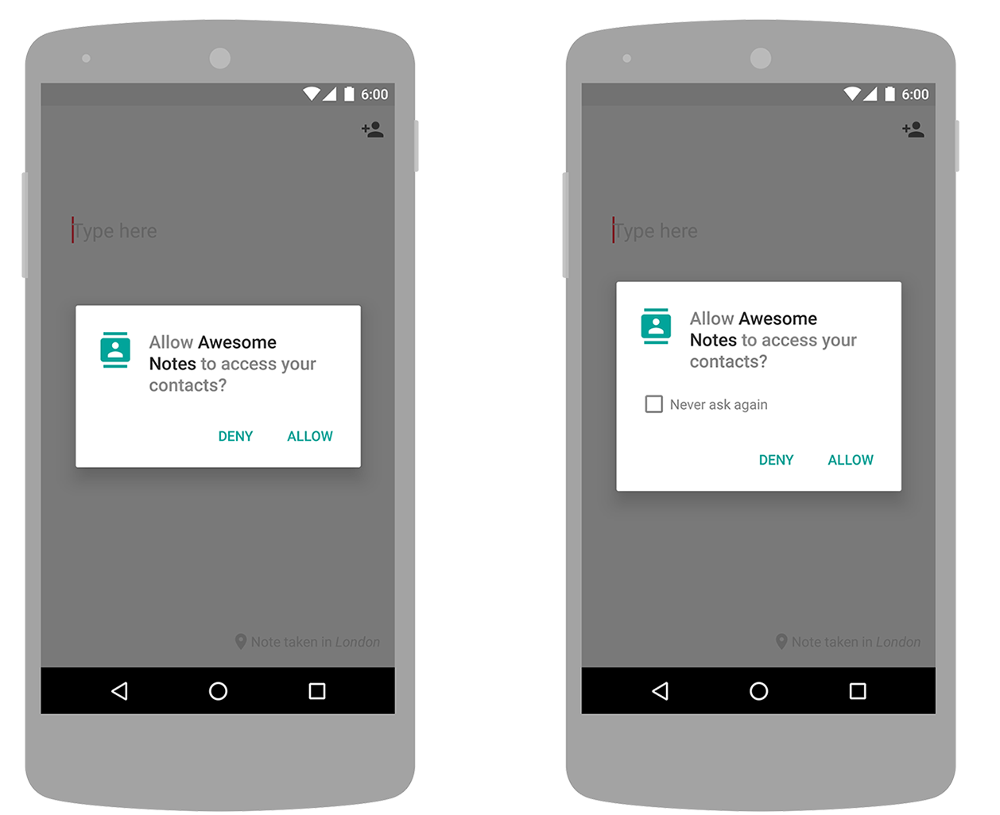 6:00
Type here
Allow Awesome
Notes to access your
contacts?
DENY ALLOW
Note taken in London
6:00
Type here
Allow Awesome
Notes to access your
contacts?
Never ask again
DENY ALLOW
Note taken in London